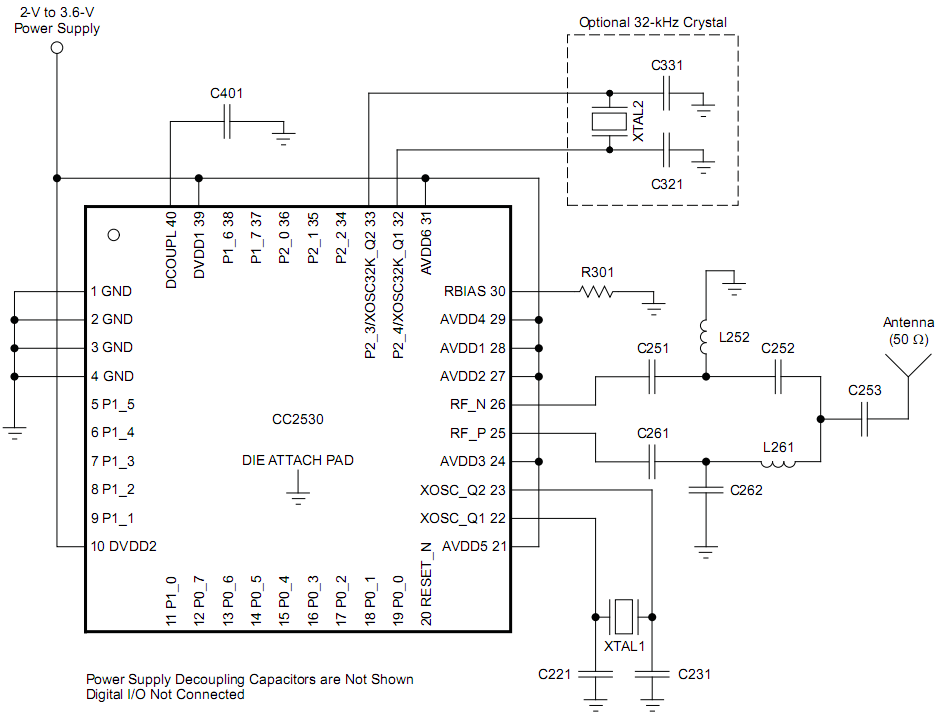 2-V to 3.6-V
Power Supply
Optional 32-kHz Crystal
C331
XTAL2
C321
C401
DCOUPL 40
DVDD1 39
P1_6 38
P1_7 37
P2_0 36
P2_1 35
P2_2 34
P2_3/XOSC32K_Q2 33
P2_4/XOSC32K_Q1 32
AVDD6 31
1 GND
2 GND
3 GND
4 GND
5 P1_5
6 P1_4
7 P1_3
8 P1_2
9 P1_1
10 DVDD2
CC2530
DIE ATTACH PAD
RBIAS 30
AVDD4 29
AVDD1 28
AVDD2 27
RF_N 26
RF_P 25
AVDD3 24
XOSC_Q2 23
XOSC_Q1 22
AVDD5 21
11 P1_0
12 P0_7
13 P0_6
14 P0_5
15 P0_4
16 P0_3
17 P0_2
18 P0_1
19 P0_0
20 RESET_N
R301
L252
C251
C252
Antenna
(50 Ω)
C253
C261
L261
C262
XTAL1
C221
C231
Power Supply Decoupling Capacitors are Not Shown
Digital I/O Not Connected